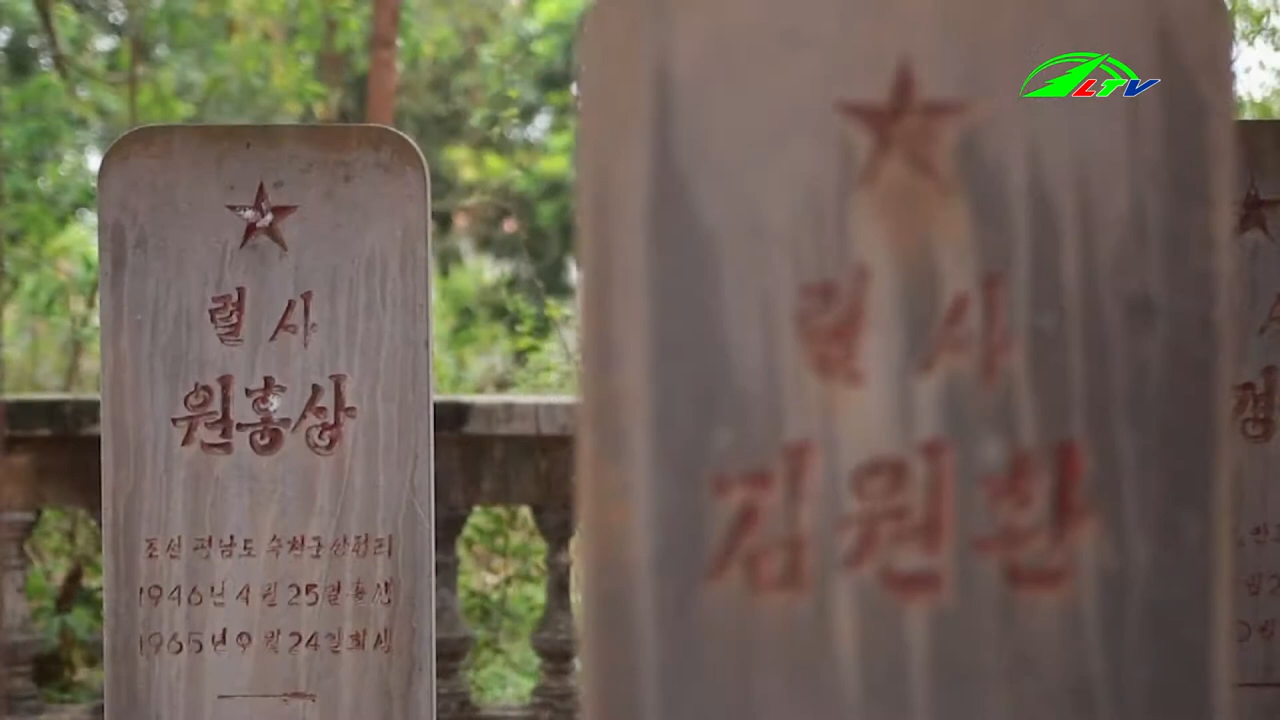 LTV
렬사
원홍상
조선 평남도 숙천군 상점리
1946년 4월 25일 출생
1965년 9월 24일 희생
렬사
김원환